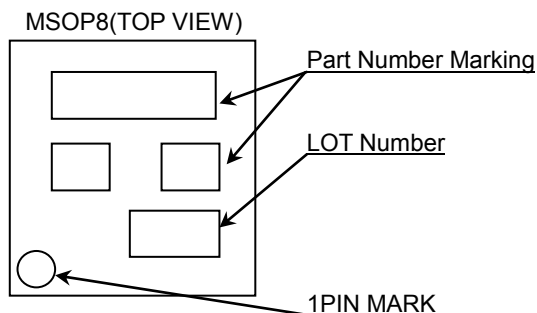 MSOP8(TOP VIEW)
Part Number Marking
LOT Number
1PIN MARK